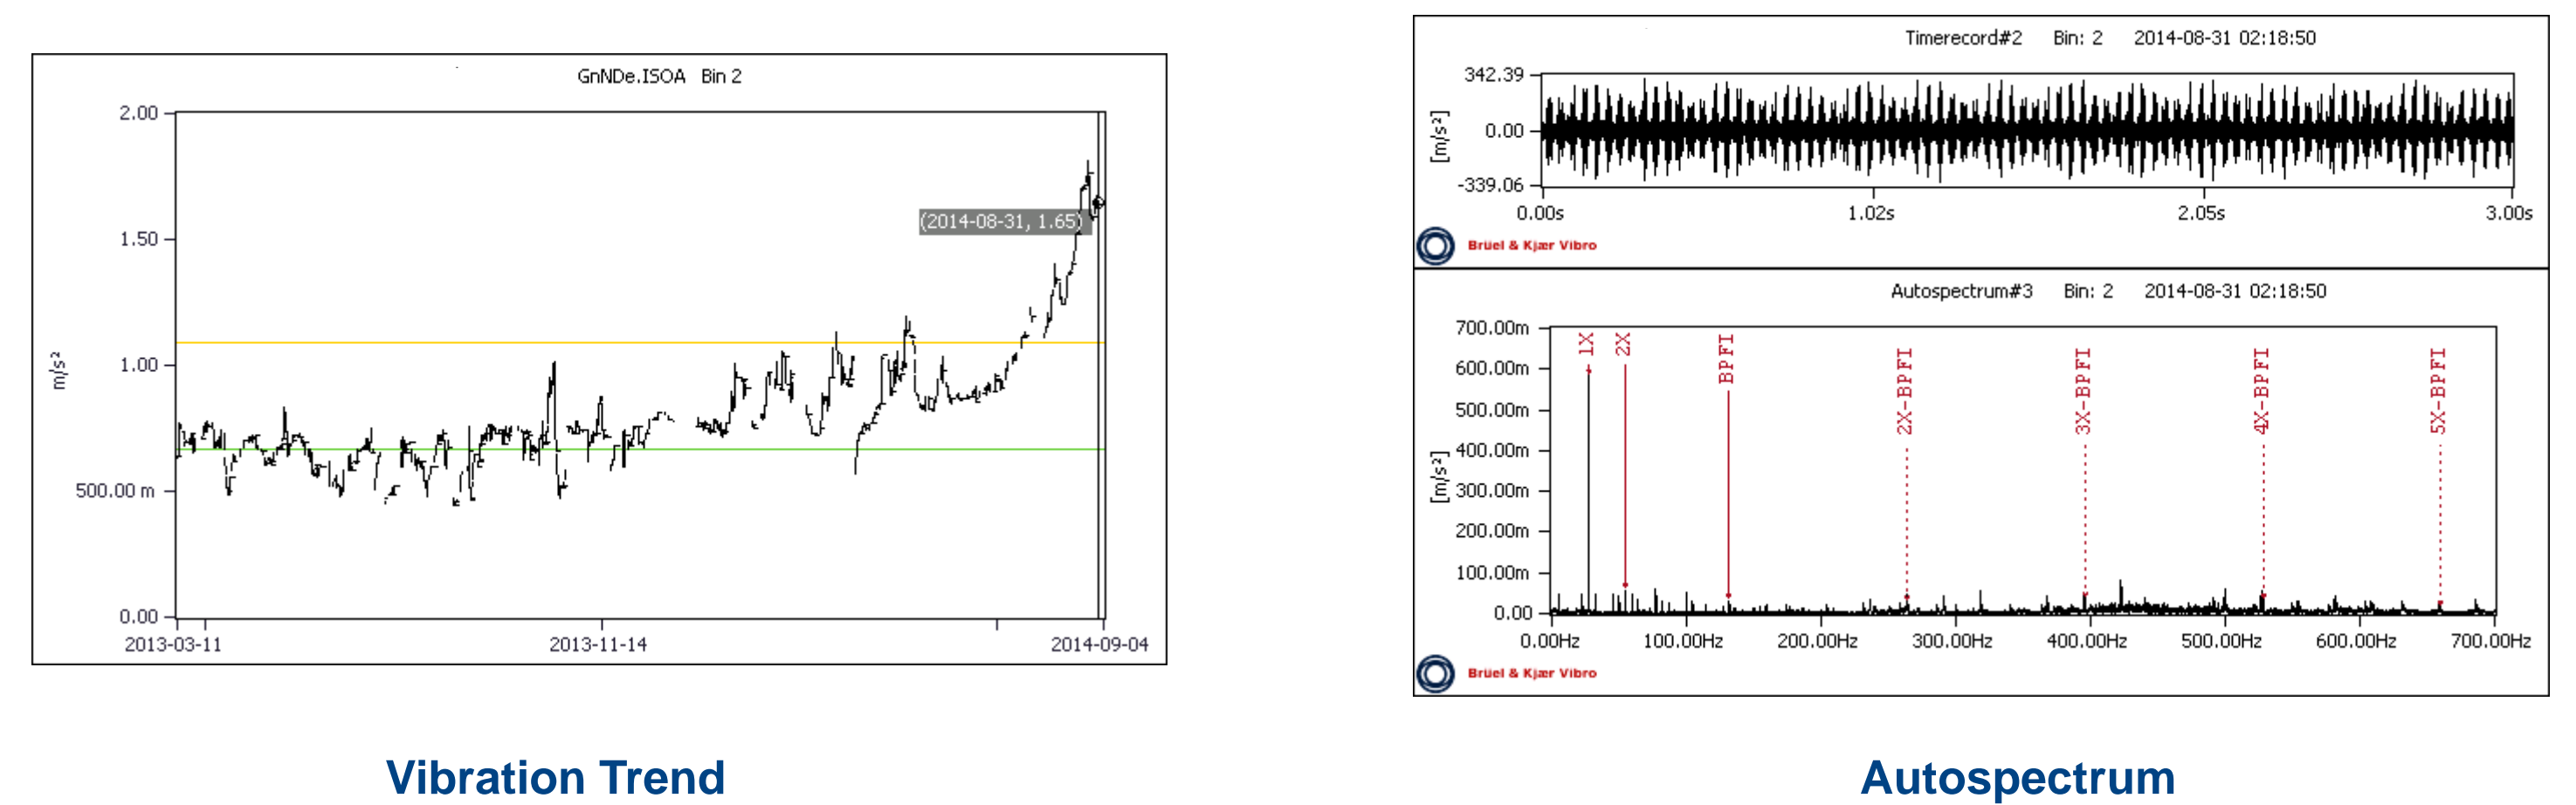 GnNDe.ISOA Bin 2
2.00
1.50
1.00
500.00 m
0.00
m/s²
(2014-08-31, 1.65)
2013-03-11
2013-11-14
2014-09-04
Vibration Trend
Timerecord#2 Bin: 2 2014-08-31 02:18:50
342.39
0.00
-339.06
[m/s²]
0.00s
1.02s
2.05s
3.00s
Brüel & Kjær Vibro
Autospectrum#3 Bin: 2 2014-08-31 02:18:50
700.00m
600.00m
500.00m
400.00m
300.00m
200.00m
100.00m
0.00
[m/s²]
1X
2X
BPFI
2X-BPFI
3X-BPFI
4X-BPFI
5X-BPFI
0.00Hz
100.00Hz
200.00Hz
300.00Hz
400.00Hz
500.00Hz
600.00Hz
700.00Hz
Brüel & Kjær Vibro
Autospectrum